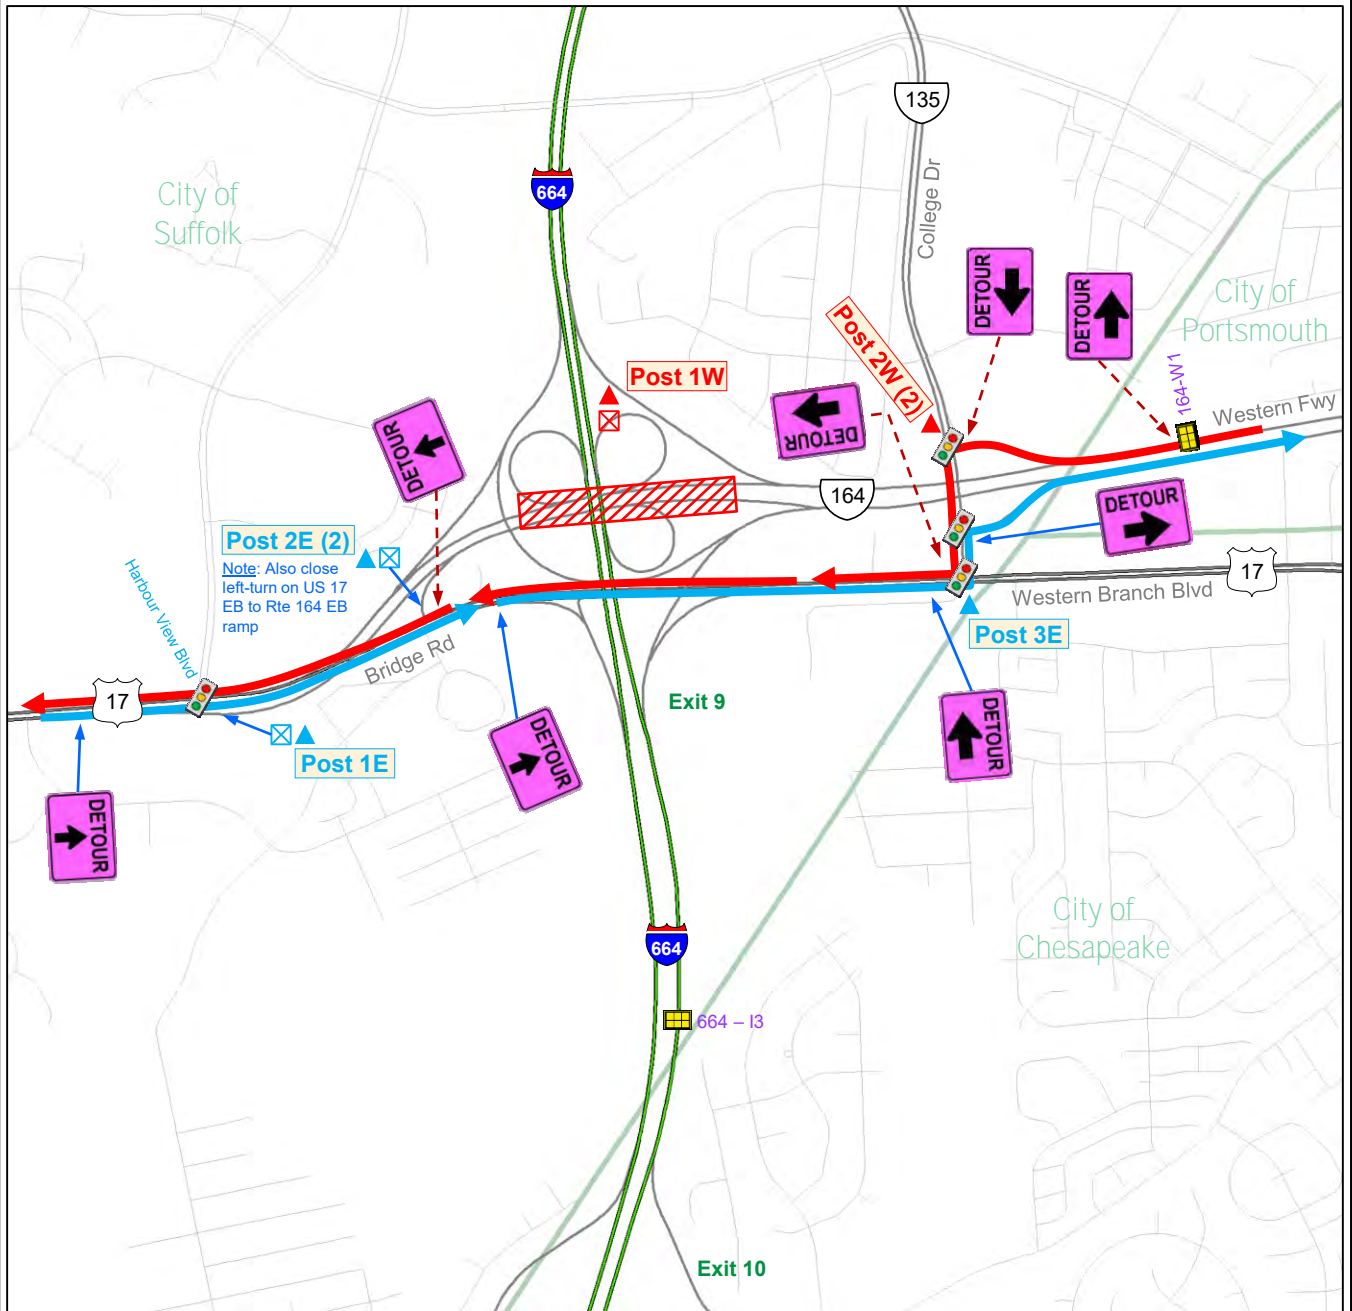 135
College Dr
664
City of
Suffolk
DETOUR
DETOUR
City of
Portsmouth
Post 2W (2)
164-W1
Post 1W
DETOUR
Western Fwy
DETOUR
164
DETOUR
Post 2E (2)
Note: Also close
left-turn on US 17
EB to Rte 164 EB
ramp
Harbour View Blvd
17
Western Branch Blvd
Post 3E
Bridge Rd
17
Exit 9
Post 1E
DETOUR
DETOUR
DETOUR
City of
Chesapeake
664
664 – I3
Exit 10